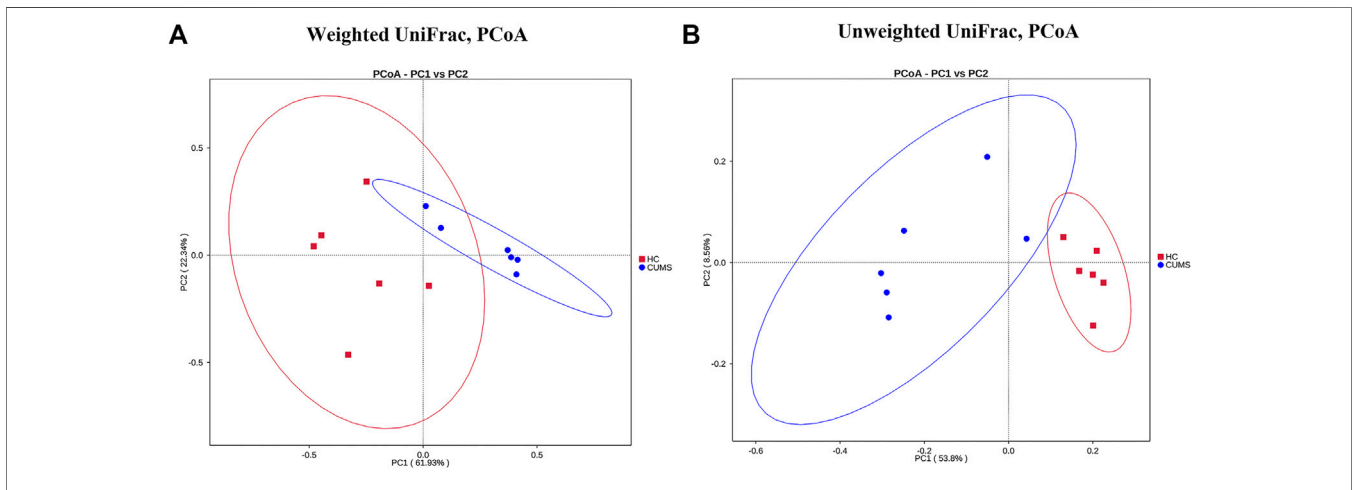 A
Weighted UniFrac, PCoA
PCoA - PC1 vs PC2
PC2 ( 22.34%)
0.5
0.0
-0.5
-0.5
0.0
0.5
PC1 ( 61.93%)
HC
CUMS
B
Unweighted UniFrac, PCoA
PCoA - PC1 vs PC2
PC2 ( 8.56%)
0.2
0.0
-0.2
-0.6
-0.4
-0.2
0.0
0.2
PC1 ( 53.8%)
HC
CUMS